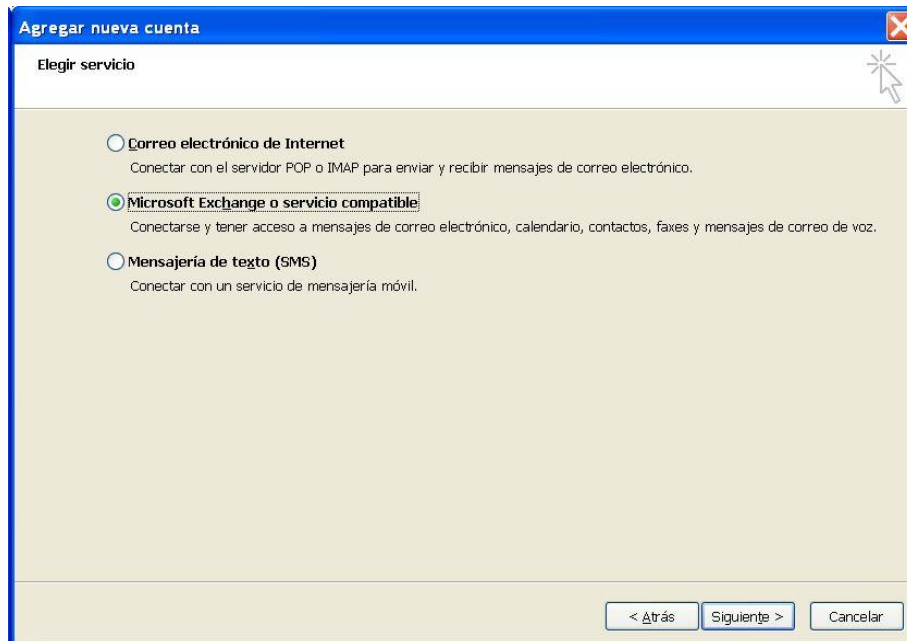 Agregar nueva cuenta
Elegir servicio
Correo electrónico de Internet
Conectar con el servidor POP o IMAP para enviar y recibir mensajes de correo electrónico.
Microsoft Exchange o servicio compatible
Conectarse y tener acceso a mensajes de correo electrónico, calendario, contactos, faxes y mensajes de correo de voz.
Mensajería de texto (SMS)
Conectar con un servicio de mensajería móvil.
< Atrás Siguiente > Cancelar